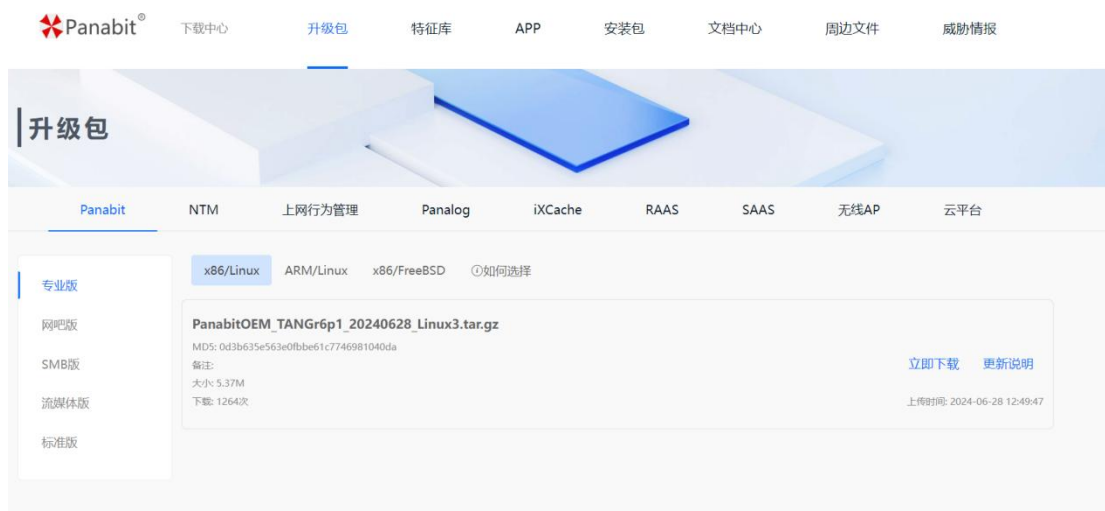 Panabit® 下载中心 升级包 特征库 APP 安装包 文档中心 周边文件 威胁情报
升级包
Panabit NTM 上网行为管理 Panalog iXCache RAAS SAAS 无线AP 云平台
专业版
网吧版
SMB版
流媒体版
标准版
x86/Linux ARM/Linux x86/FreeBSD ⓘ如何选择
PanabitOEM_TANGr6p1_20240628_Linux3.tar.gz
MD5: 0d3b635e563e0fbbe61c7746981040da
备注:
大小: 5.37M
下载: 1264次
立即下载 更新说明
上传时间: 2024-06-28 12:49:47